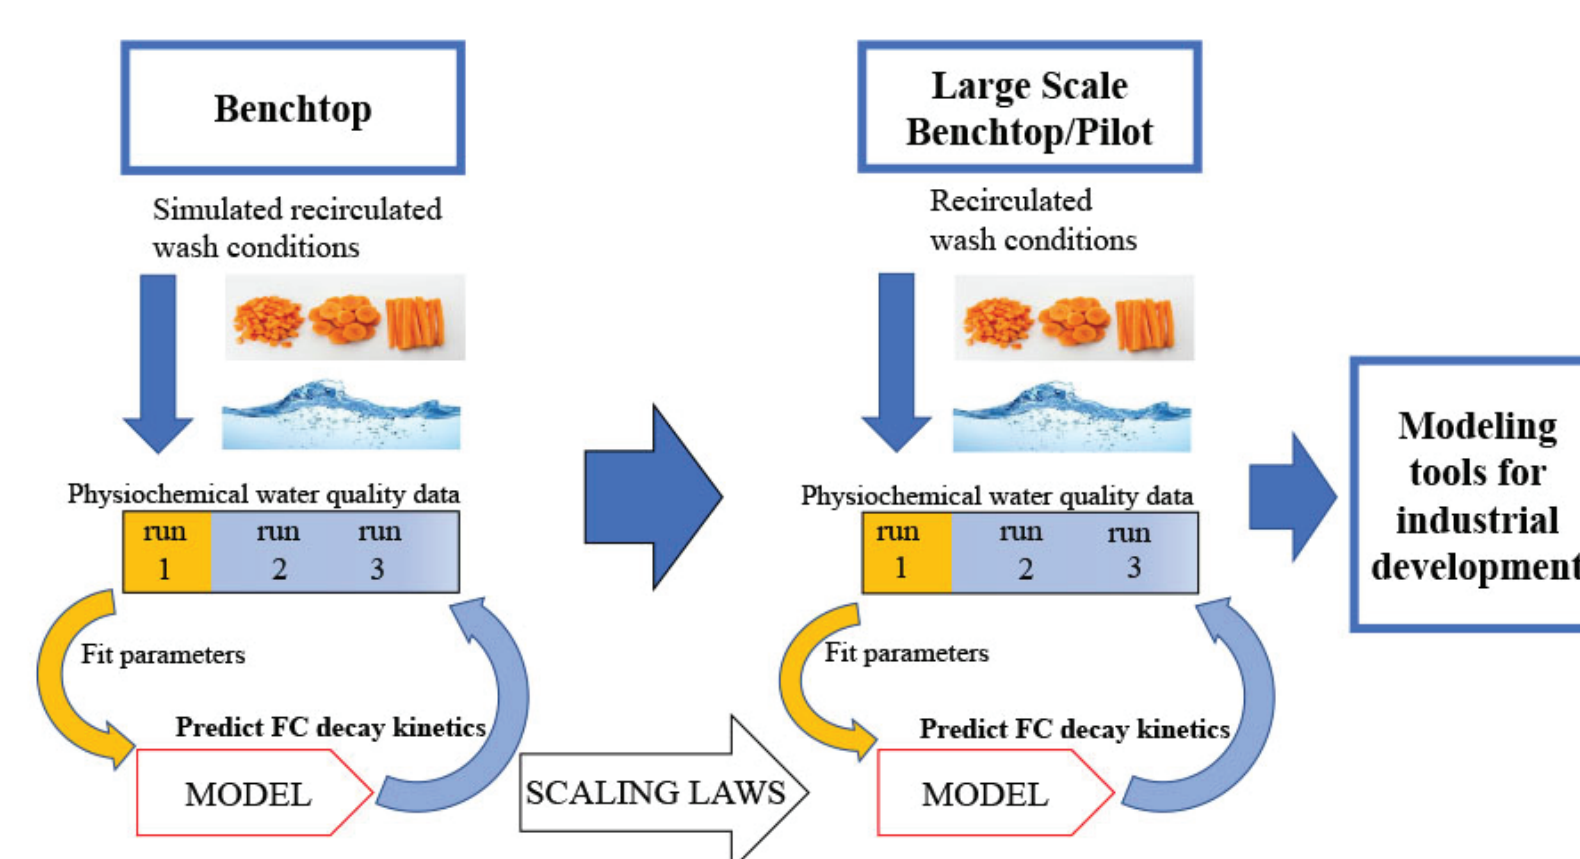 Benchtop
Simulated recirculated
wash conditions
Physiochemical water quality data
run run run
1 2 3
Fit parameters
Predict FC decay kinetics
MODEL
SCALING LAWS
Large Scale
Benchtop/Pilot
Recirculated
wash conditions
Physiochemical water quality data
run run run
1 2 3
Fit parameters
Predict FC decay kinetics
MODEL
Modeling
tools for
industrial
development